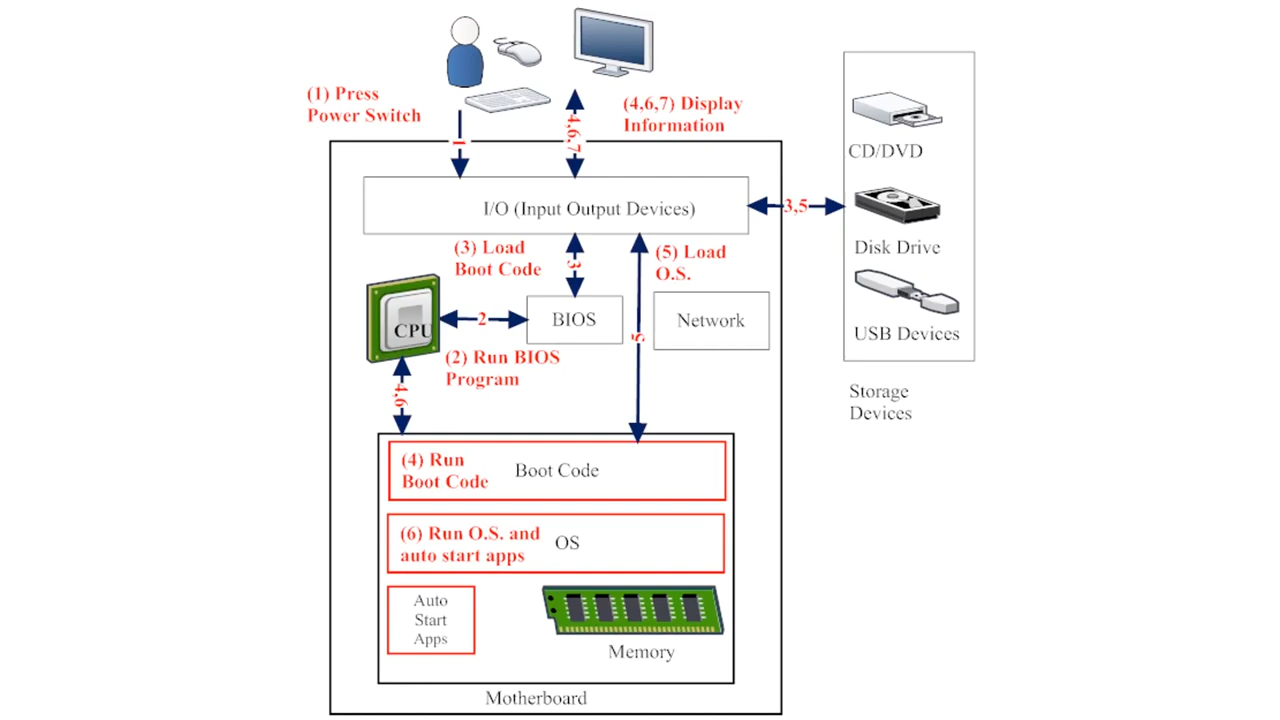 (1) Press
Power Switch
(4,6,7) Display
Information
1
4,6,7
CD/DVD
I/O (Input Output Devices)
3,5
(3) Load
Boot Code
3
(5) Load
O.S.
Disk Drive
CPU
2
BIOS
Network
5
USB Devices
(2) Run BIOS
Program
4,6
Storage
Devices
(4) Run
Boot Code
Boot Code
(6) Run O.S. and
auto start apps
OS
Auto
Start
Apps
Memory
Motherboard